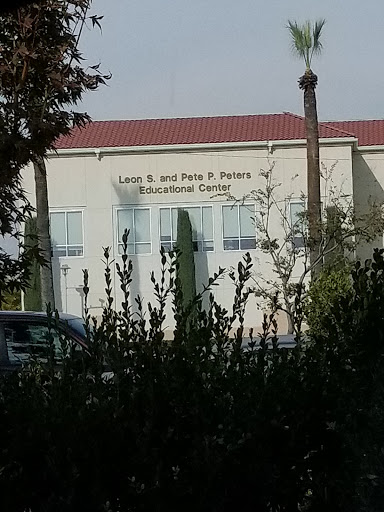 Leon S. and Pete P. Peters
Educational Center